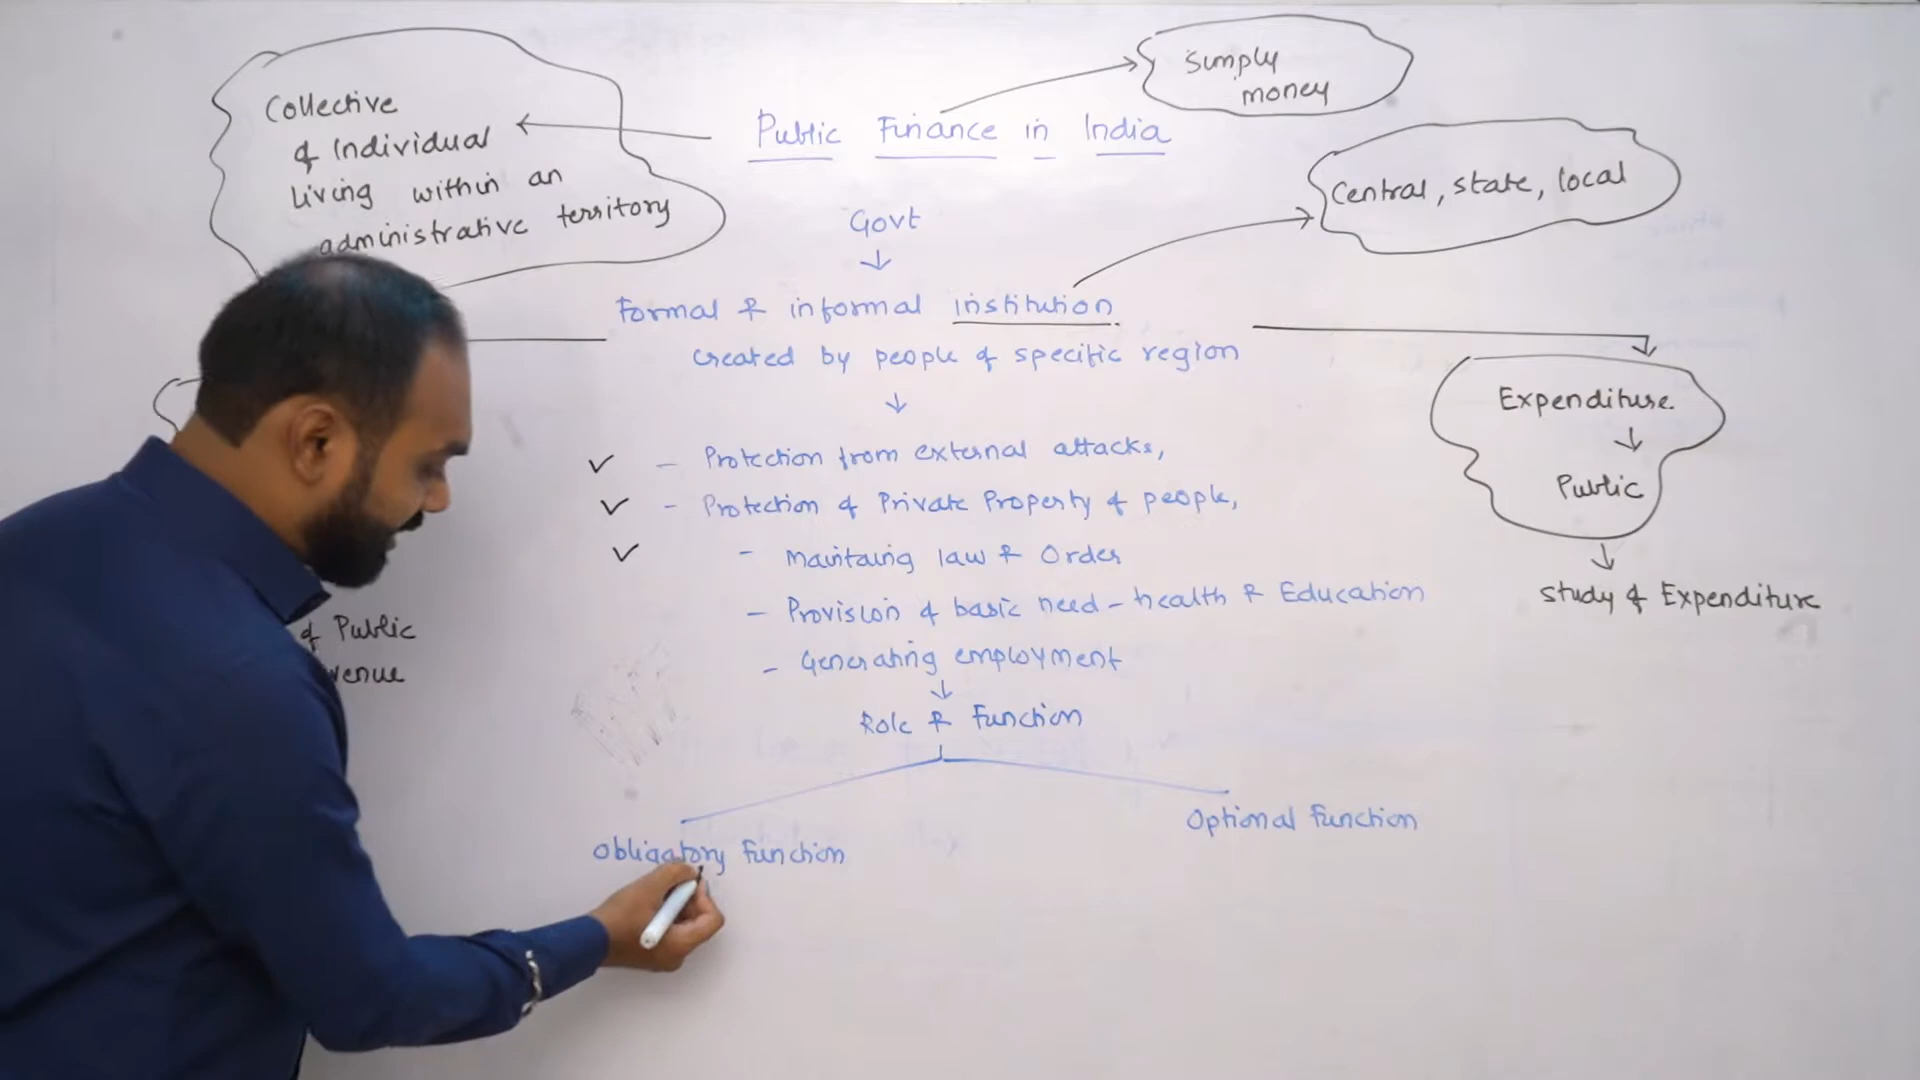 Simply
money
Collective
of Individual
living within an
administrative territory
Public Finance in India
Central, state, local
Govt
Formal & informal institution
created by people of specific region
Expenditure
Public
- Protection from external attacks,
- Protection of Private Property of people,
- Maintaing law & Order
- Provision of basic need - health & Education
study of Expenditure
of Public
venue
- Generating employment
Role & Function
Optional Function
Obligatory Function